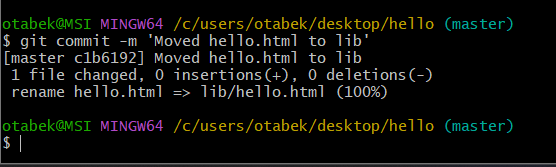 otabek@MSI MINGW64 /c/users/otabek/desktop/hello (master)
$ git commit -m 'Moved hello.html to lib'
[master c1b6192] Moved hello.html to lib
 1 file changed, 0 insertions(+), 0 deletions(-)
 rename hello.html => lib/hello.html (100%)

otabek@MSI MINGW64 /c/users/otabek/desktop/hello (master)
$